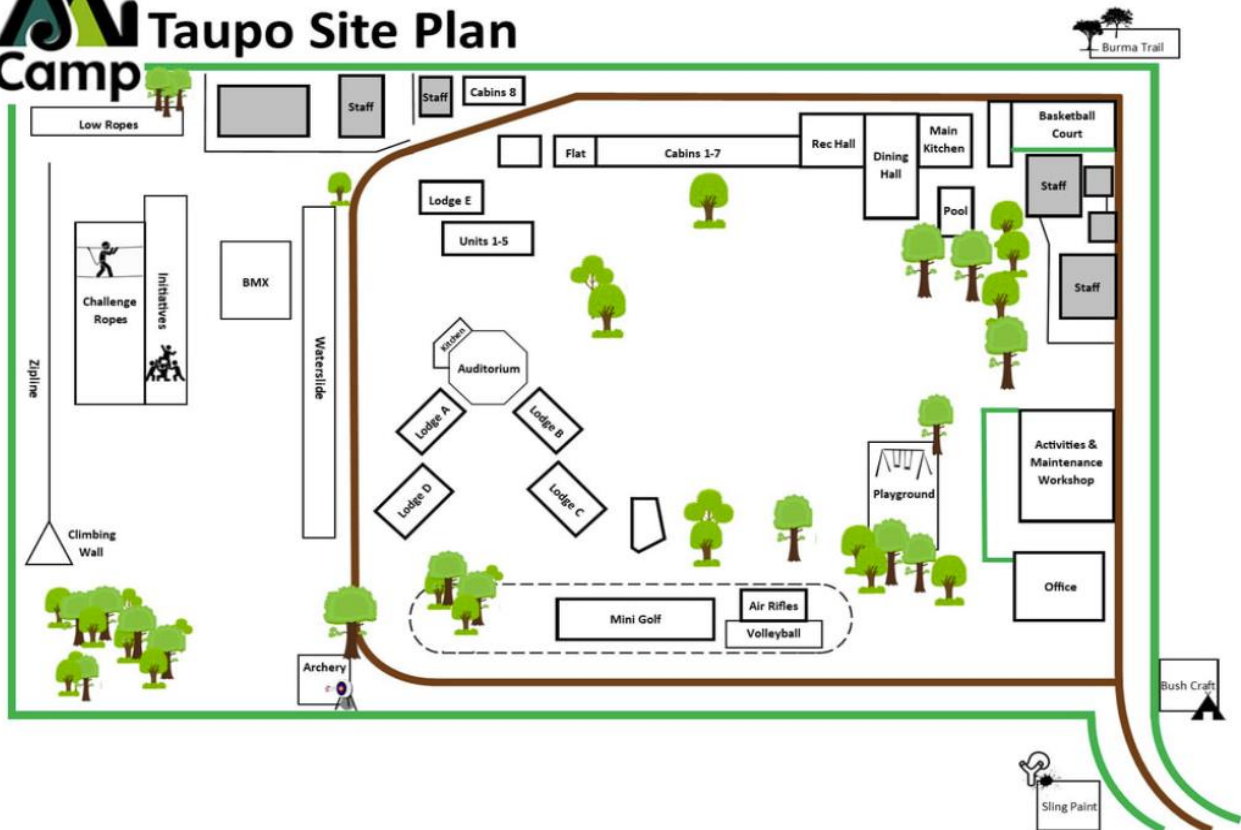 Taupo Site Plan
Camp
Burma Trail
Low Ropes
Staff
Staff
Cabins 8
Basketball
Court
Flat
Cabins 1-7
Rec Hall
Dining
Hall
Main
Kitchen
Staff
Lodge E
Pool
Units 1-5
BMX
Staff
Challenge
Ropes
Initiatives
Zipline
Waterslide
Kitchen
Auditorium
Lodge A
Lodge B
Lodge D
Lodge C
Activities &
Maintenance
Workshop
Playground
Climbing
Wall
Office
Mini Golf
Air Rifles
Volleyball
Archery
Bush Craft
Sling Paint